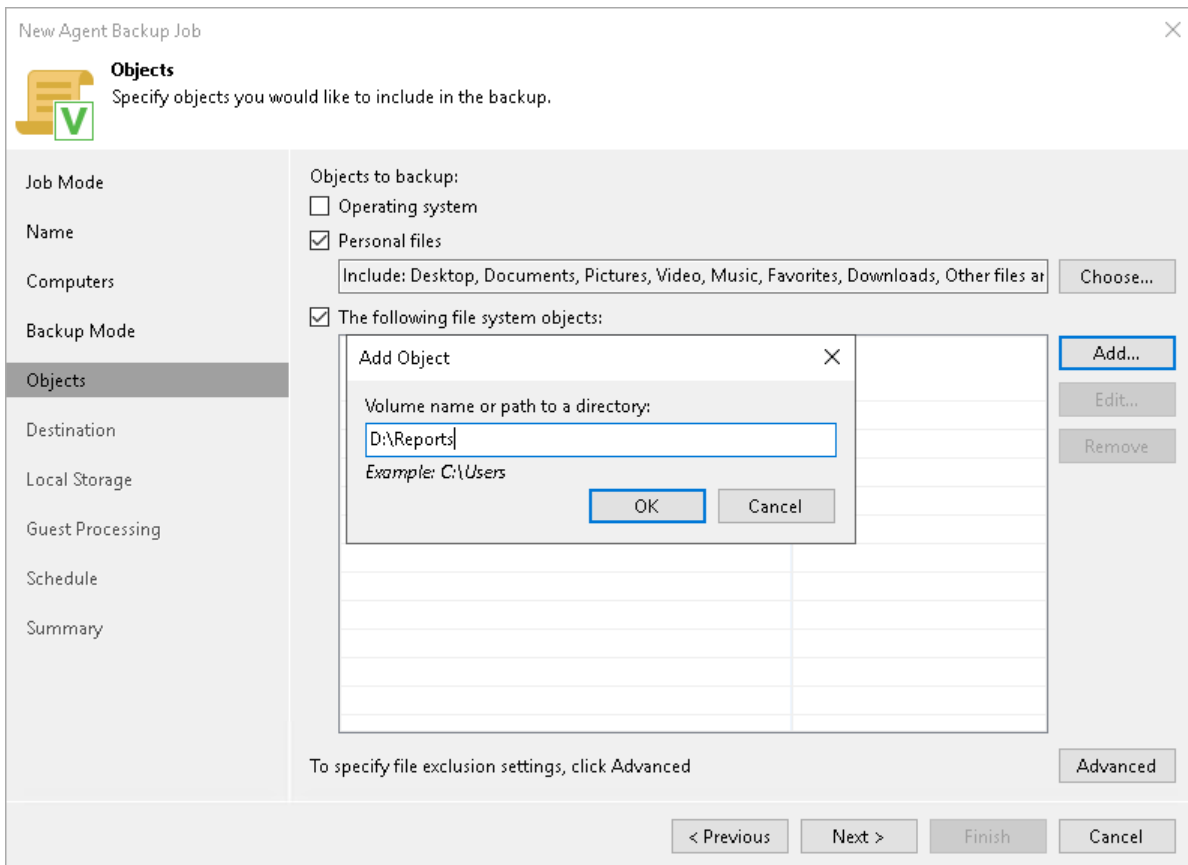 New Agent Backup Job
Objects
Specify objects you would like to include in the backup.
Job Mode
Name
Computers
Backup Mode
Objects
Destination
Local Storage
Guest Processing
Schedule
Summary
Objects to backup:
Operating system
Personal files
Include: Desktop, Documents, Pictures, Video, Music, Favorites, Downloads, Other files
Choose...
The following file system objects:
Add...
Edit...
Remove
Add Object
Volume name or path to a directory:
D:\Reports
Example: C:\Users
OK Cancel
To specify file exclusion settings, click Advanced
Advanced
< Previous Next > Finish Cancel